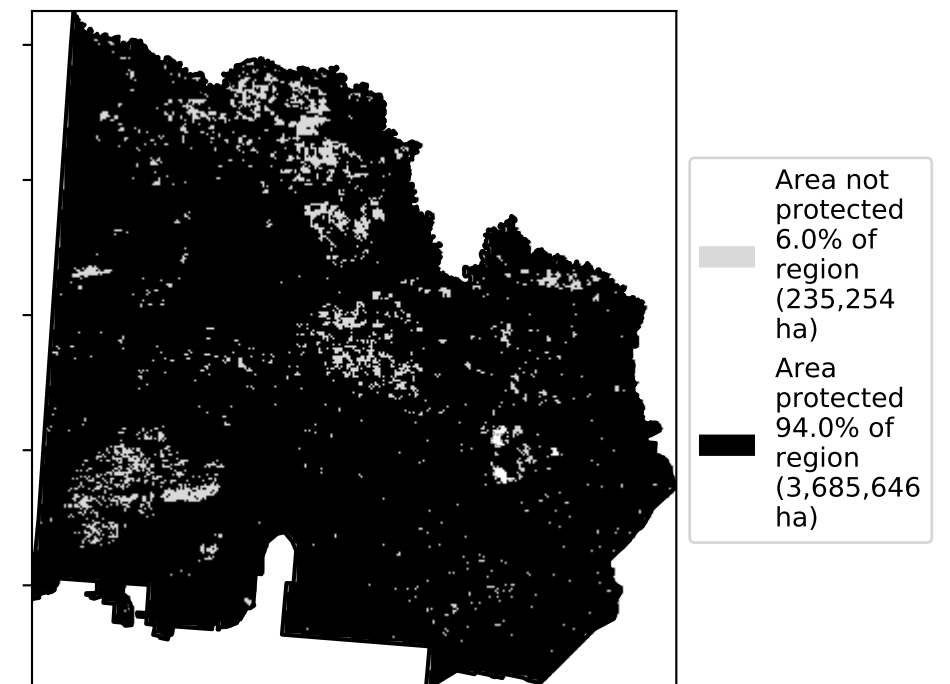 Area not
protected
6.0% of
region
(235,254
ha)
Area
protected
94.0% of
region
(3,685,646
ha)